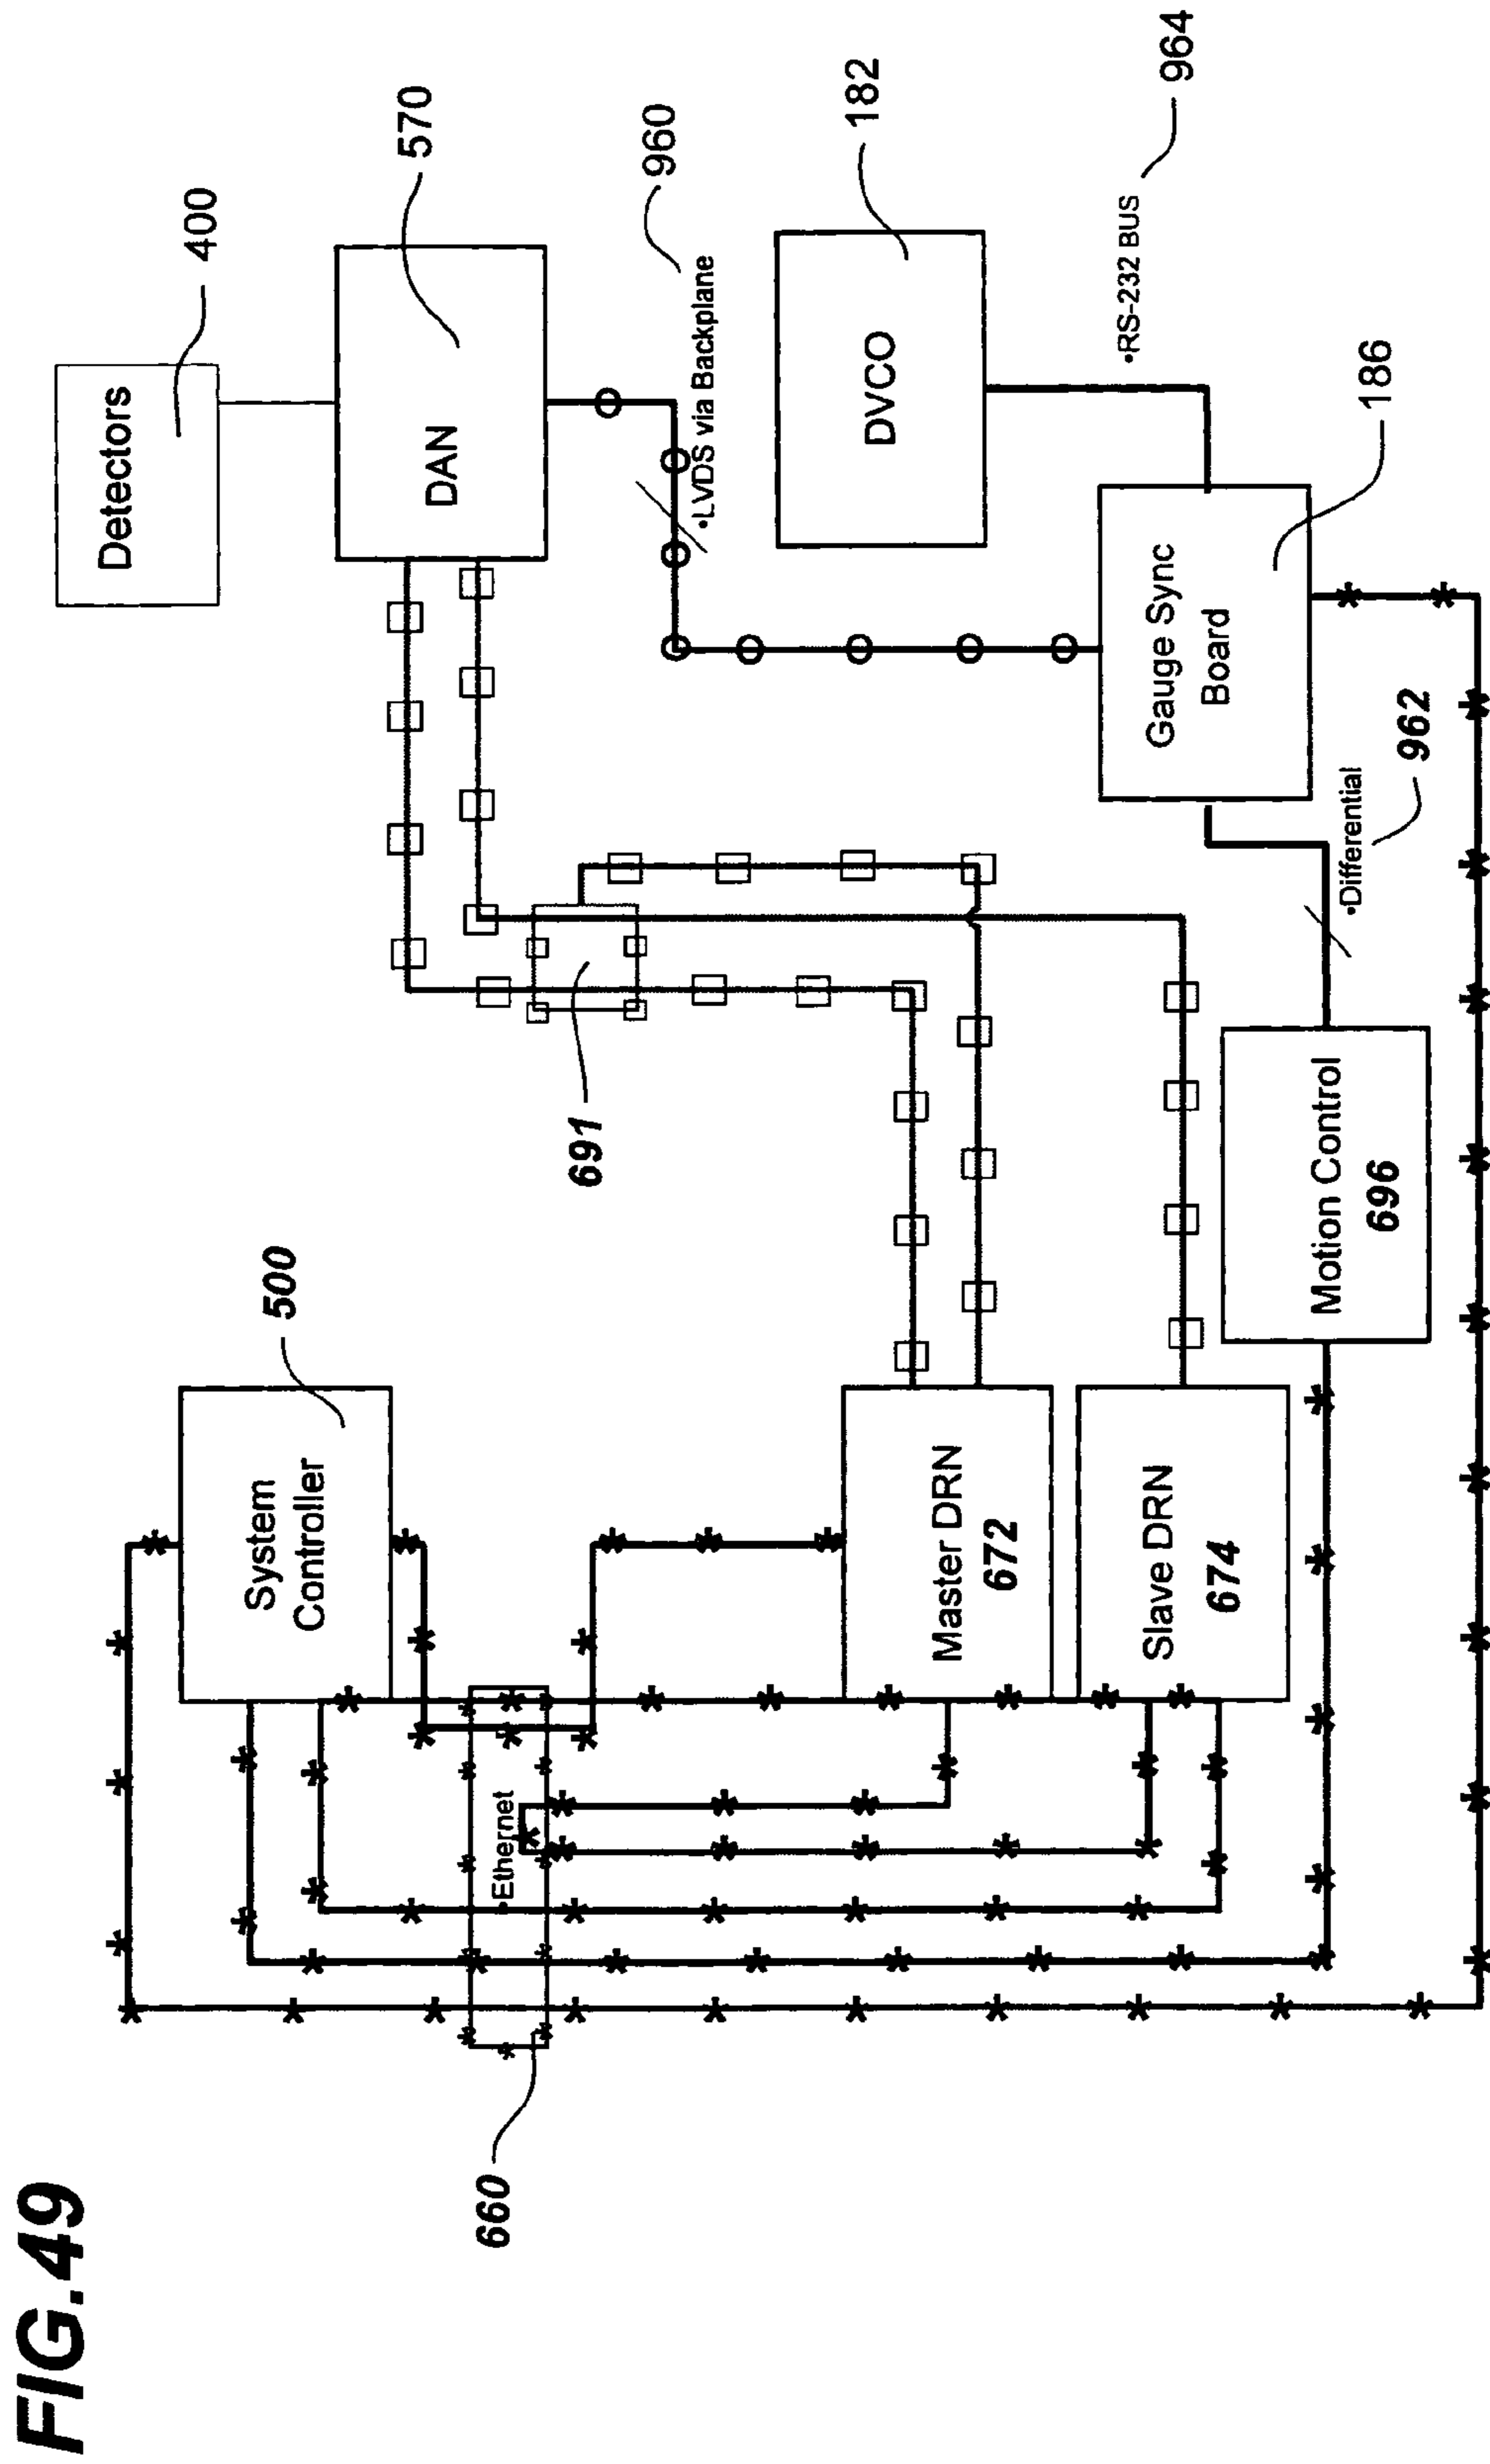 FIG.49
Detectors
400
DAN
570
•LVDS via Backplane
960
DVCO
182
•RS-232 BUS
964
Gauge Sync
Board
186
•Differential
962
691
System
Controller
500
Master DRN
672
Slave DRN
674
Motion Control
696
•Ethernet
660